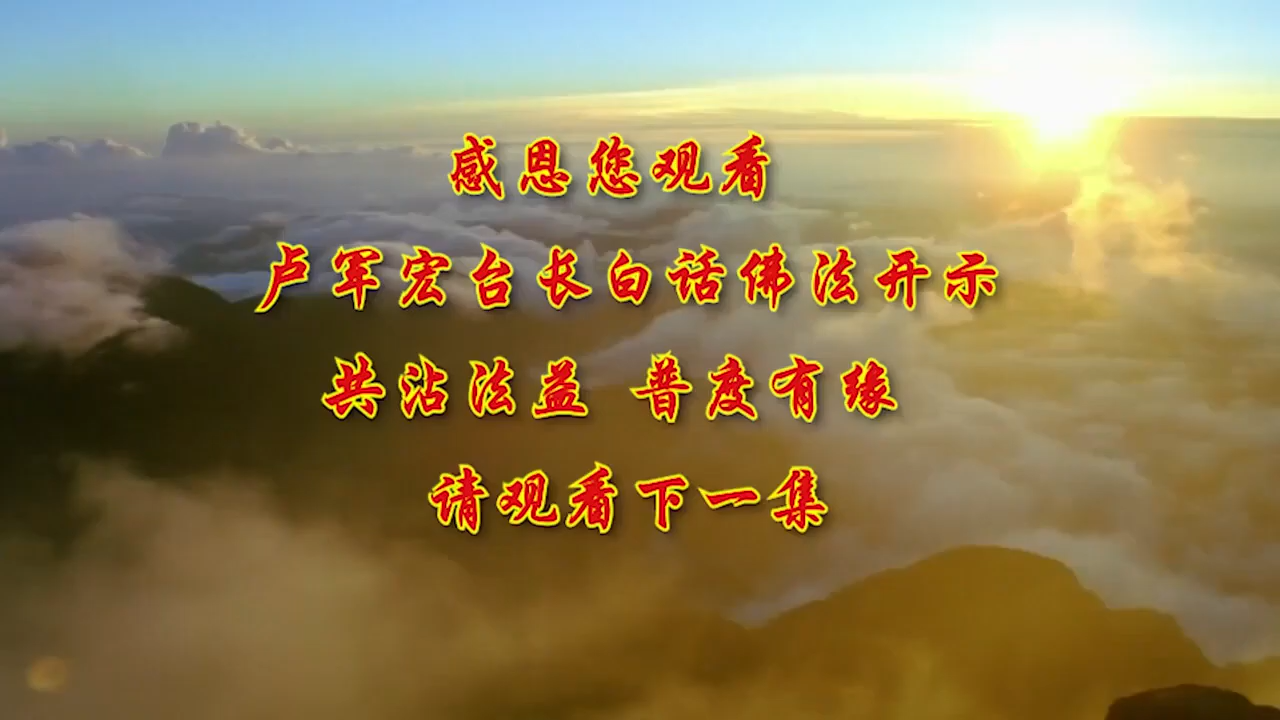 感恩您观看
卢军宏台长白话佛法开示
共沾法益 普度有缘
请观看下一集